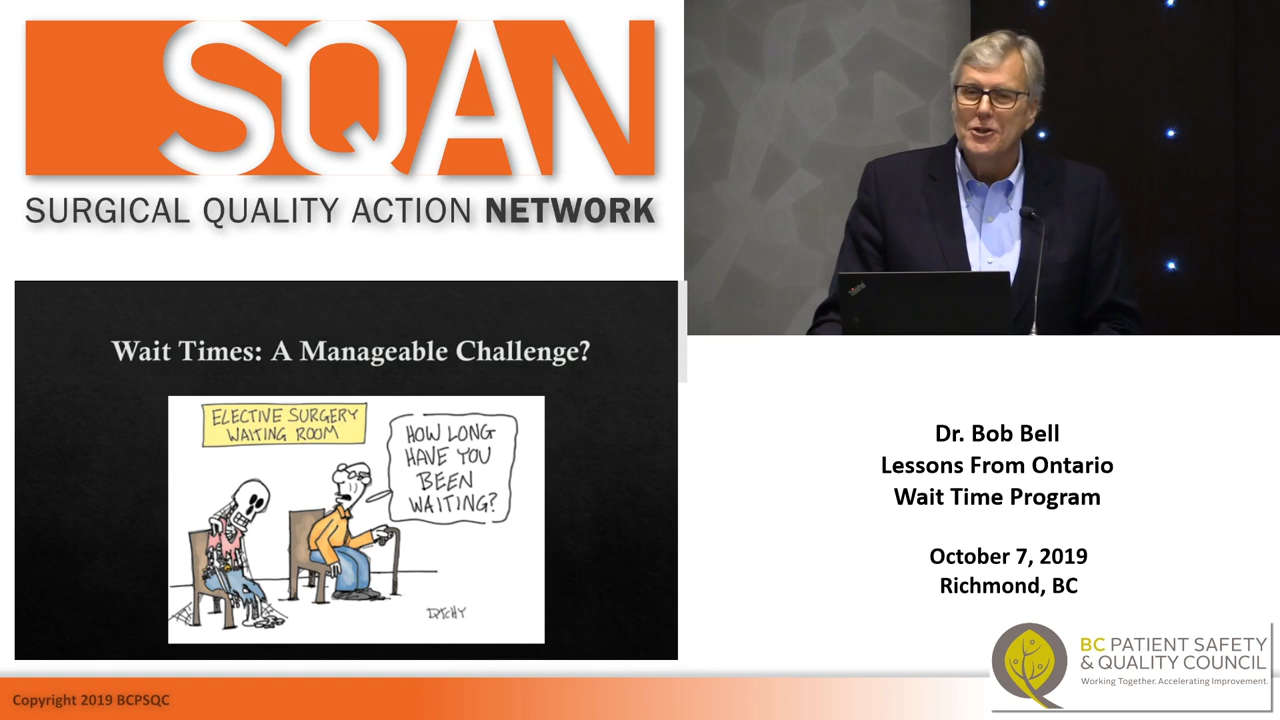 SQAN
SURGICAL QUALITY ACTION NETWORK
Wait Times: A Manageable Challenge?
ELECTIVE SURGERY
WAITING ROOM
HOW LONG
HAVE YOU
BEEN
WAITING?
Dr. Bob Bell
Lessons From Ontario
Wait Time Program
October 7, 2019
Richmond, BC
BC PATIENT SAFETY
& QUALITY COUNCIL
Working Together. Accelerating Improvement.
Copyright 2019 BCPSQC